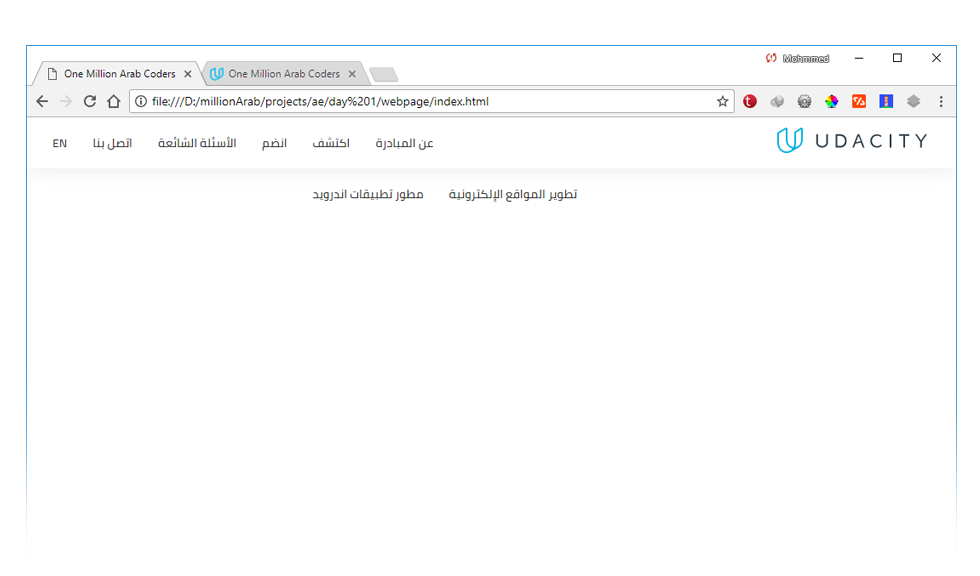 Mohmmed
One Million Arab Coders One Million Arab Coders
file:///D:/millionArab/projects/ae/day%201/webpage/index.html
UDACITY
عن المبادرة اكتشف انضم الأسئلة الشائعة اتصل بنا EN
تطوير المواقع الإلكترونية مطور تطبيقات اندرويد